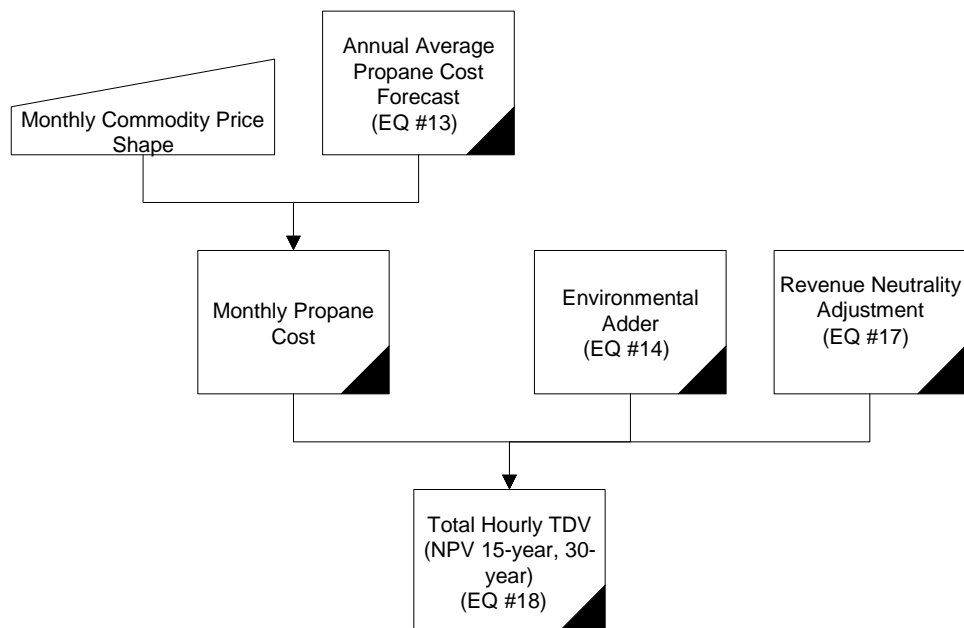 Monthly Commodity Price
Shape
Annual Average
Propane Cost
Forecast
(EQ #13)
Monthly Propane
Cost
Environmental
Adder
(EQ #14)
Revenue Neutrality
Adjustment
(EQ #17)
Total Hourly TDV
(NPV 15-year, 30-
year)
(EQ #18)